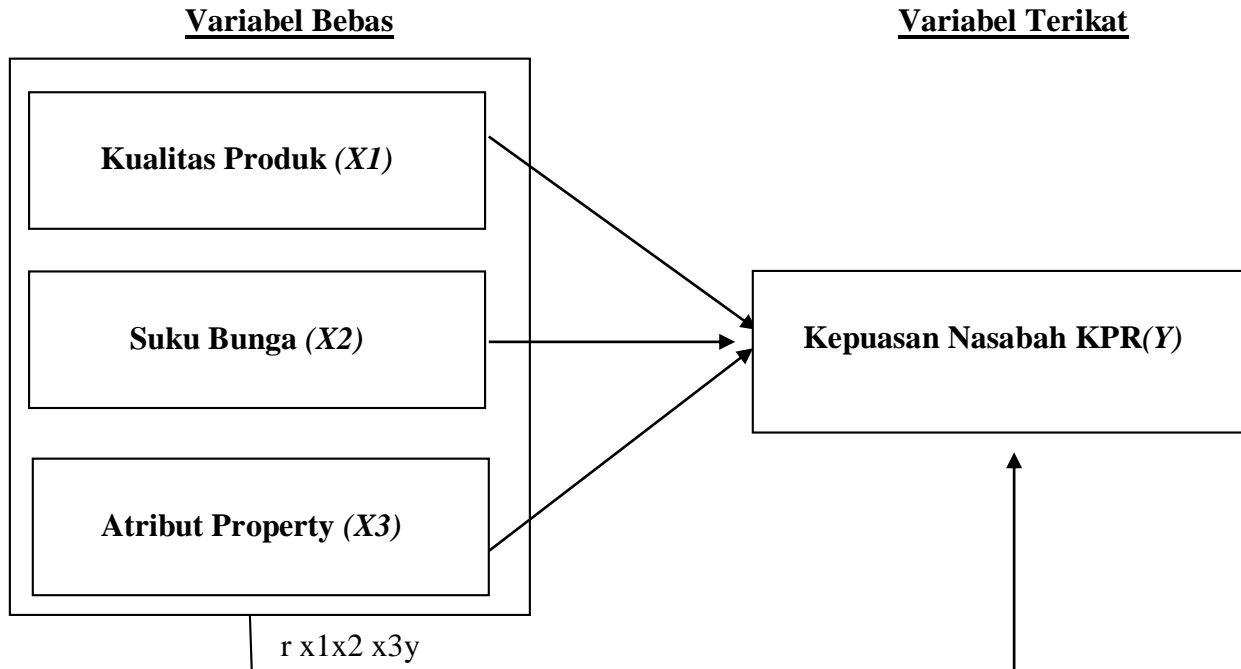 Variabel Bebas
Variabel Terikat
Kualitas Produk (X1)
Suku Bunga (X2)
Kepuasan Nasabah KPR(Y)
Atribut Property (X3)
r x1x2 x3y